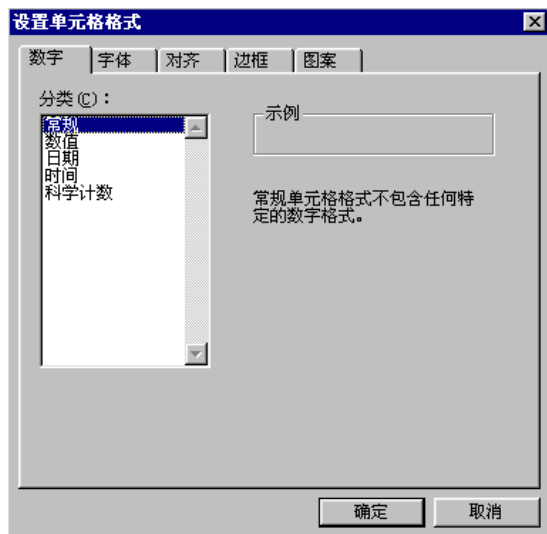 设置单元格格式
数字 字体 对齐 边框 图案
分类(C)：
常规
数值
日期
时间
科学计数
示例
常规单元格格式不包含任何特
定的数字格式。
确定 取消